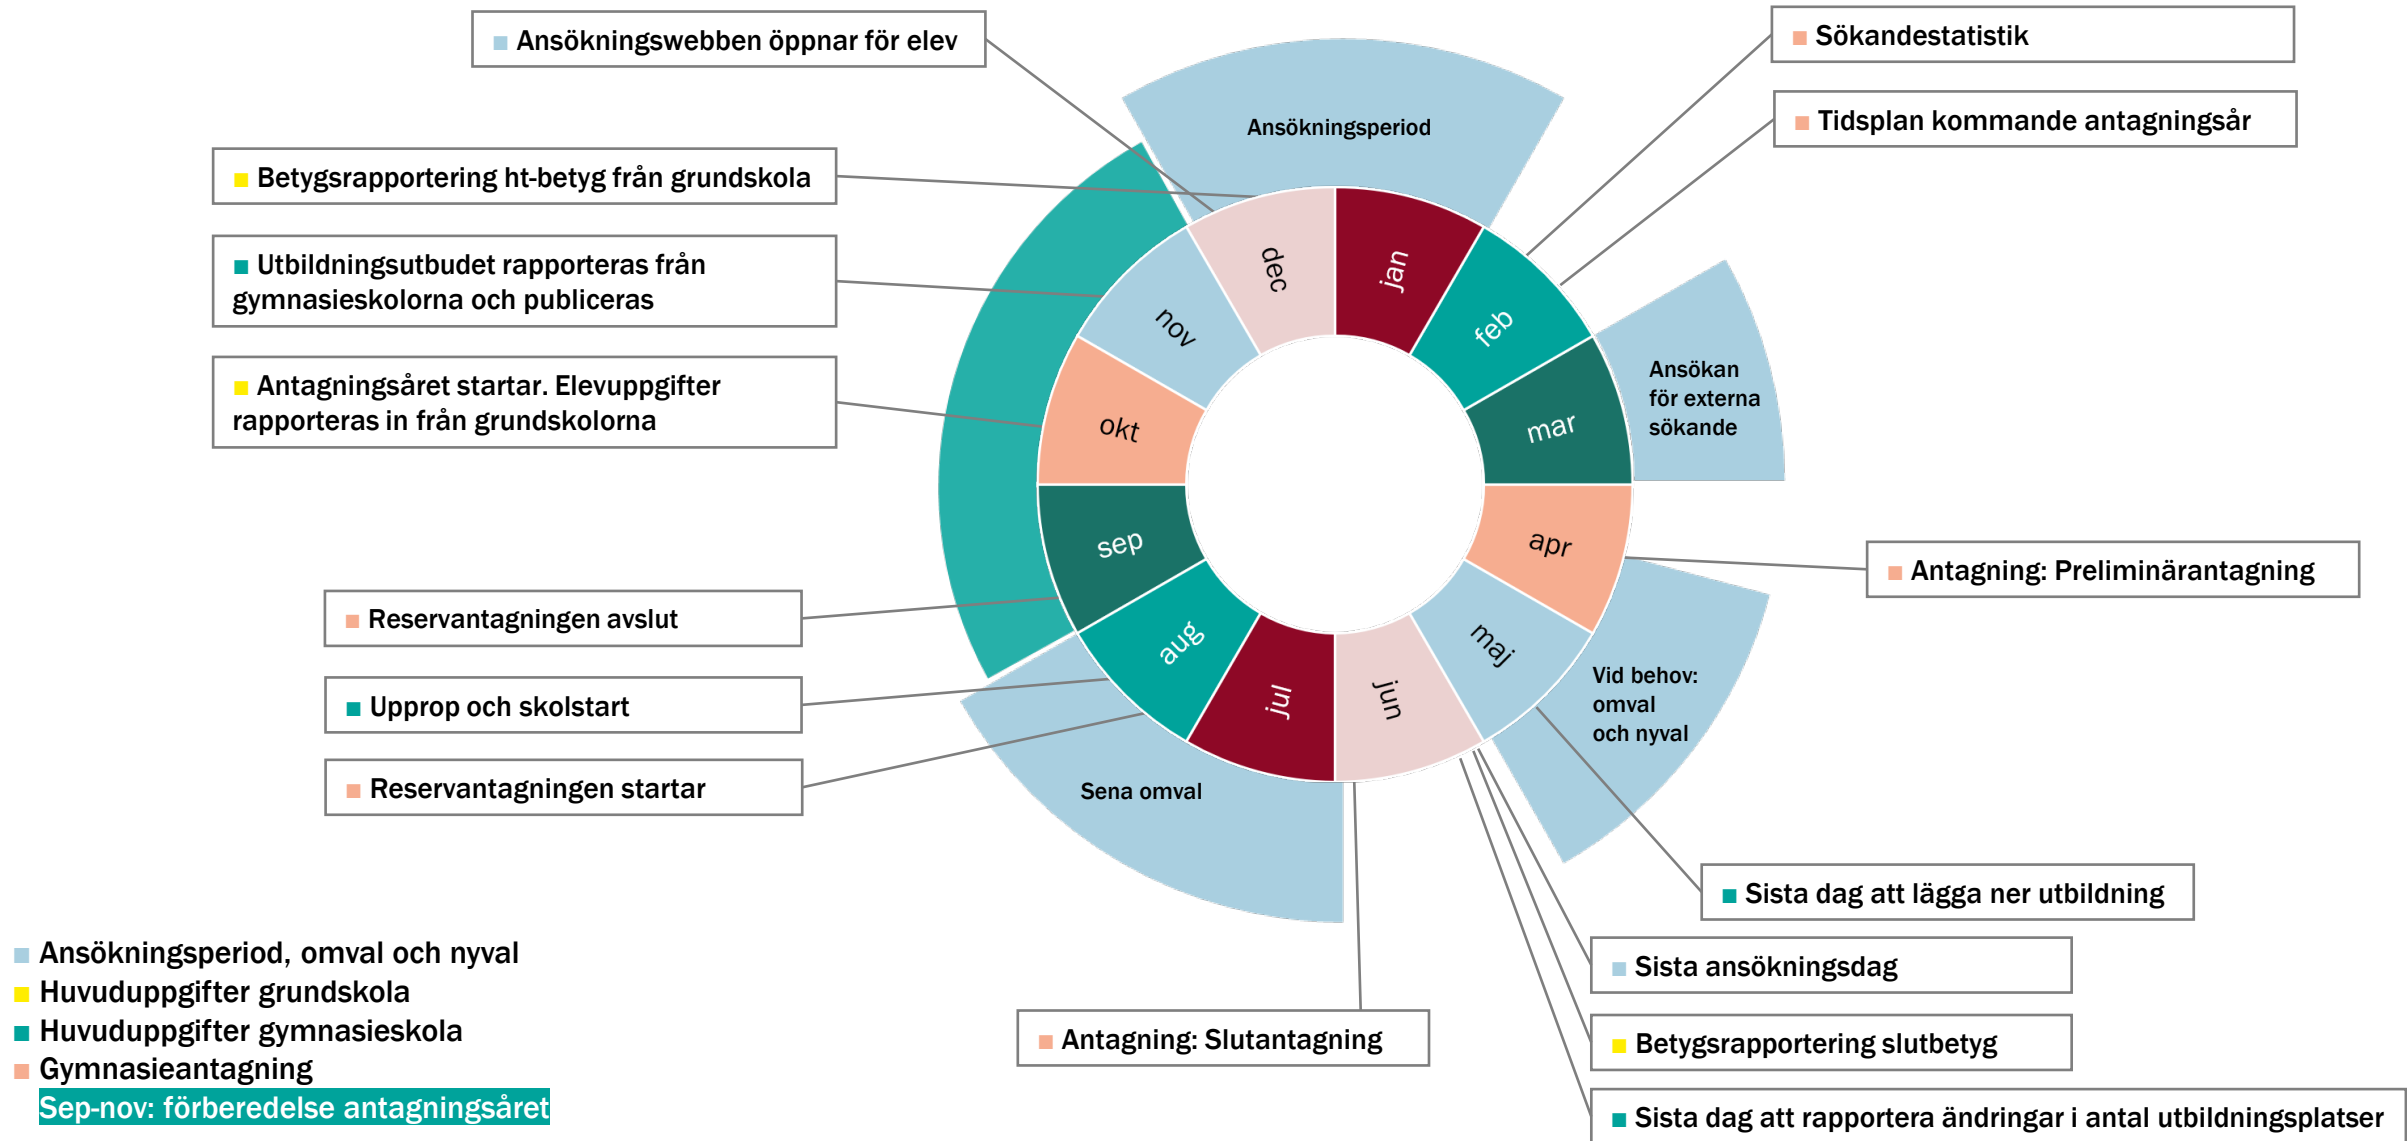 Ansökningswebben öppnar för elev
Sökandestatistik
Tidsplan kommande antagningsår
Ansökningsperiod
Betygsrapportering ht-betyg från grundskola
Utbildningsutbudet rapporteras från
gymnasieskolorna och publiceras
Antagningsåret startar. Elevuppgifter
rapporteras in från grundskolorna
Reservantagningen avslut
Upprop och skolstart
Reservantagningen startar
jan
feb
mar
apr
maj
jun
jul
aug
sep
okt
nov
dec
Ansökan
för externa
sökande
Antagning: Preliminärantagning
Vid behov:
omval
och nyval
Sena omval
Sista dag att lägga ner utbildning
Sista ansökningsdag
Betygsrapportering slutbetyg
Sista dag att rapportera ändringar i antal utbildningsplatser
Antagning: Slutantagning
Ansökningsperiod, omval och nyval
Huvuduppgifter grundskola
Huvuduppgifter gymnasieskola
Gymnasieantagning
Sep-nov: förberedelse antagningsåret